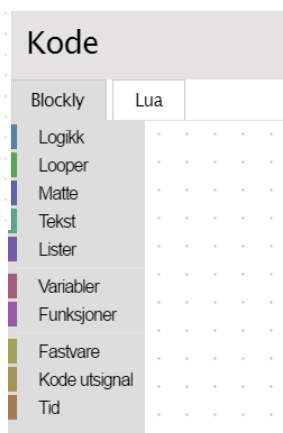 Kode
Blockly Lua
Logikk
Looper
Matte
Tekst
Lister
Variabler
Funksjoner
Fastvare
Kode utsignal
Tid